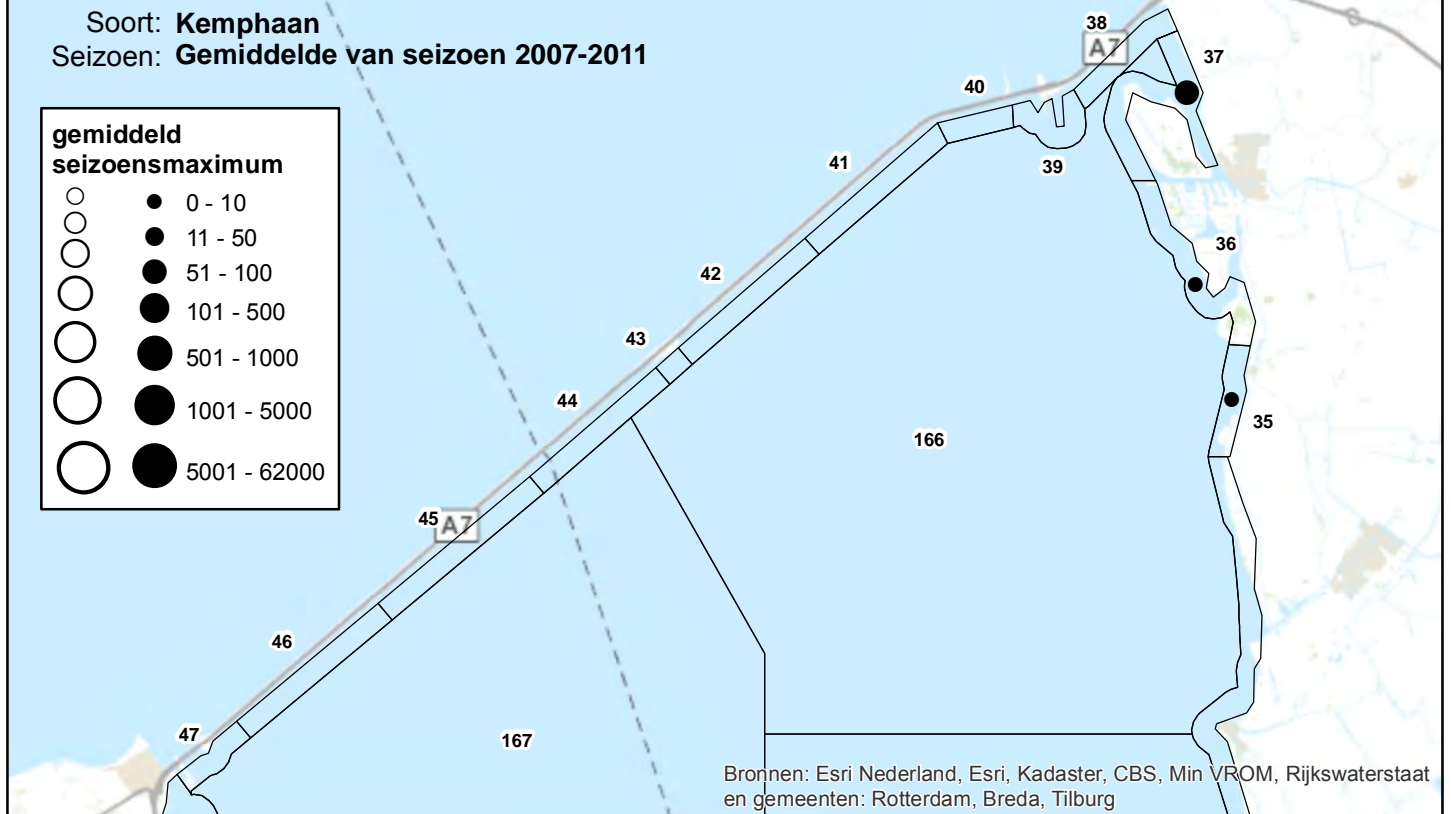 Soort: Kemphaan
Seizoen: Gemiddelde van seizoen 2007-2011
gemiddeld
seizoensmaximum
0 - 10
11 - 50
51 - 100
101 - 500
501 - 1000
1001 - 5000
5001 - 62000
38
A7
37
40
41
39
36
42
43
44
35
166
45
A7
46
47
167
Bronnen: Esri Nederland, Esri, Kadaster, CBS, Min VROM, Rijkswaterstaat
en gemeenten: Rotterdam, Breda, Tilburg